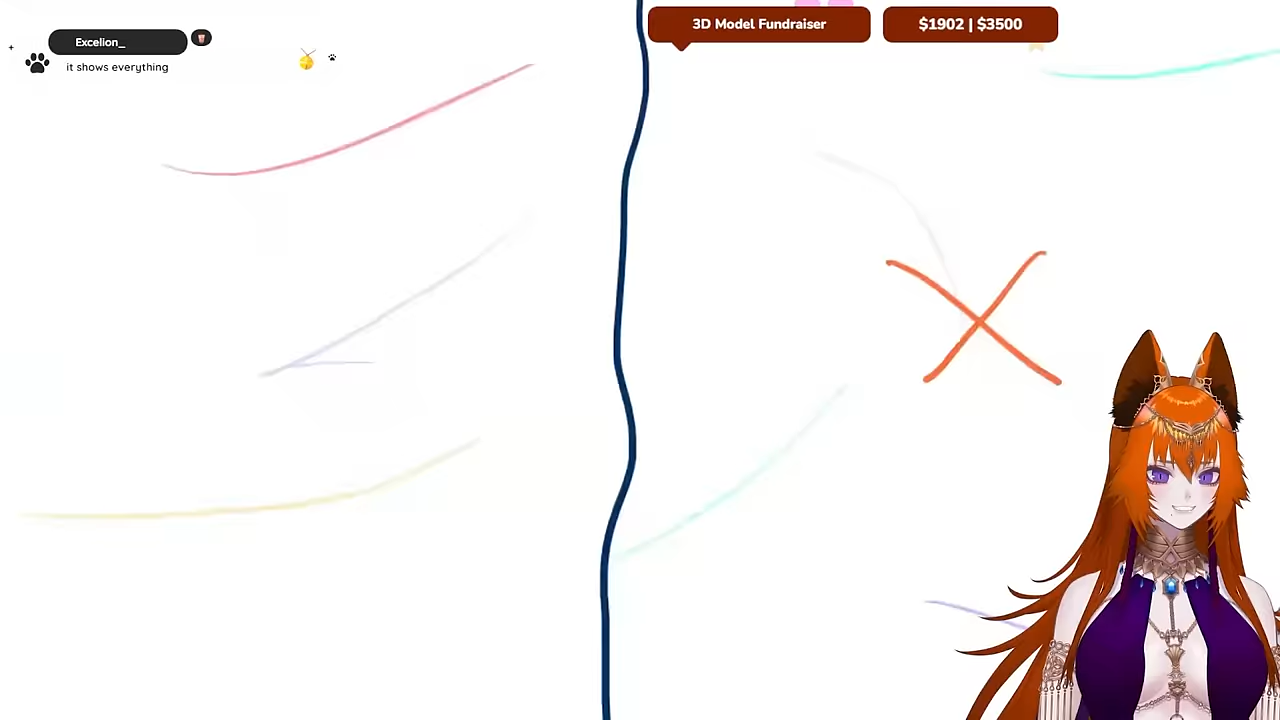 Excelion_
it shows everything
3D Model Fundraiser
$1902 | $3500